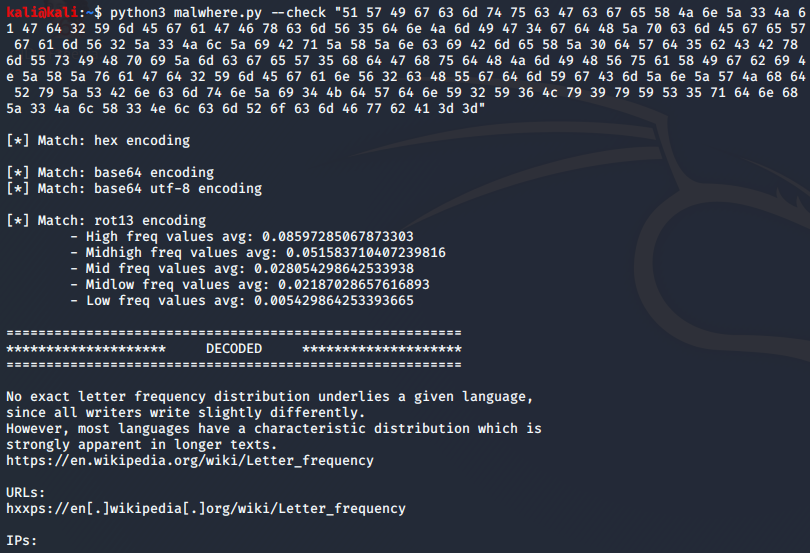 kali@kali:~$ python3 malwhere.py --check "51 57 49 67 63 6d 74 75 63 47 63 67 65 58 4a 6e 5a 33 4a 6
1 47 64 32 59 6d 45 67 61 47 46 78 63 6d 56 35 64 6e 4a 6d 49 47 34 67 64 48 5a 70 63 6d 45 67 65 57
 67 61 6d 56 32 5a 33 4a 6c 5a 69 42 71 5a 58 5a 6e 63 69 42 6d 65 58 5a 30 64 57 64 35 62 43 42 78
6d 55 73 49 48 70 69 5a 6d 63 67 65 57 35 68 64 47 68 75 64 48 4a 6d 49 48 56 75 61 58 49 67 62 69 4
e 5a 58 5a 76 61 47 64 32 59 6d 45 67 61 6e 56 32 63 48 55 67 64 6d 59 67 43 6d 5a 6e 5a 57 4a 68 64
 52 79 5a 53 42 6e 63 6d 74 6e 5a 69 34 4b 64 57 64 6e 59 32 59 36 4c 79 39 79 59 53 35 71 64 6e 68
5a 33 4a 6c 58 33 4e 6c 63 6d 52 6f 63 6d 46 77 62 41 3d 3d"
[*] Match: hex encoding
[*] Match: base64 encoding
[*] Match: base64 utf-8 encoding
[*] Match: rot13 encoding
- High freq values avg: 0.08597285067873303
- Midhigh freq values avg: 0.051583710407239816
- Mid freq values avg: 0.028054298642533938
- Midlow freq values avg: 0.02187028657616893
- Low freq values avg: 0.005429864253393665
=========================================================
******************** DECODED ********************
=========================================================
No exact letter frequency distribution underlies a given language,
since all writers write slightly differently.
However, most languages have a characteristic distribution which is
strongly apparent in longer texts.
https://en.wikipedia.org/wiki/Letter_frequency
URLs:
hxxps://en[.]wikipedia[.]org/wiki/Letter_frequency
IPs: